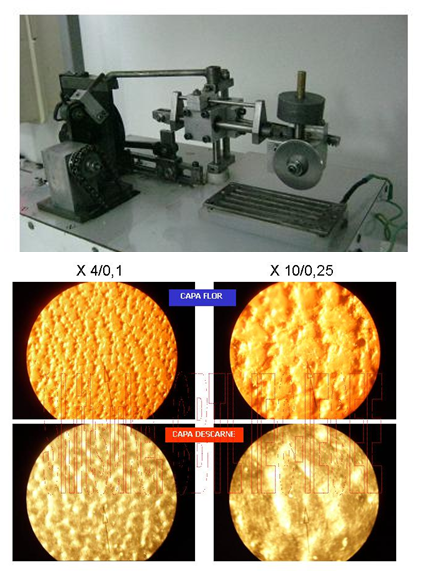 X 4/0,1
X 10/0,25
CAPA FLOR
CAPA DESCARNE